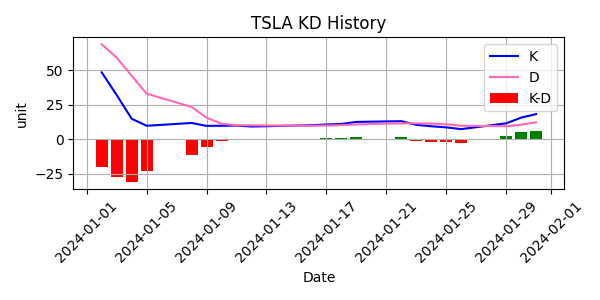 TSLA KD History
unit
50
25
0
−25
K
D
K-D
2024-01-01
2024-01-05
2024-01-09
2024-01-13
2024-01-17
2024-01-21
2024-01-25
2024-01-29
2024-02-01
Date